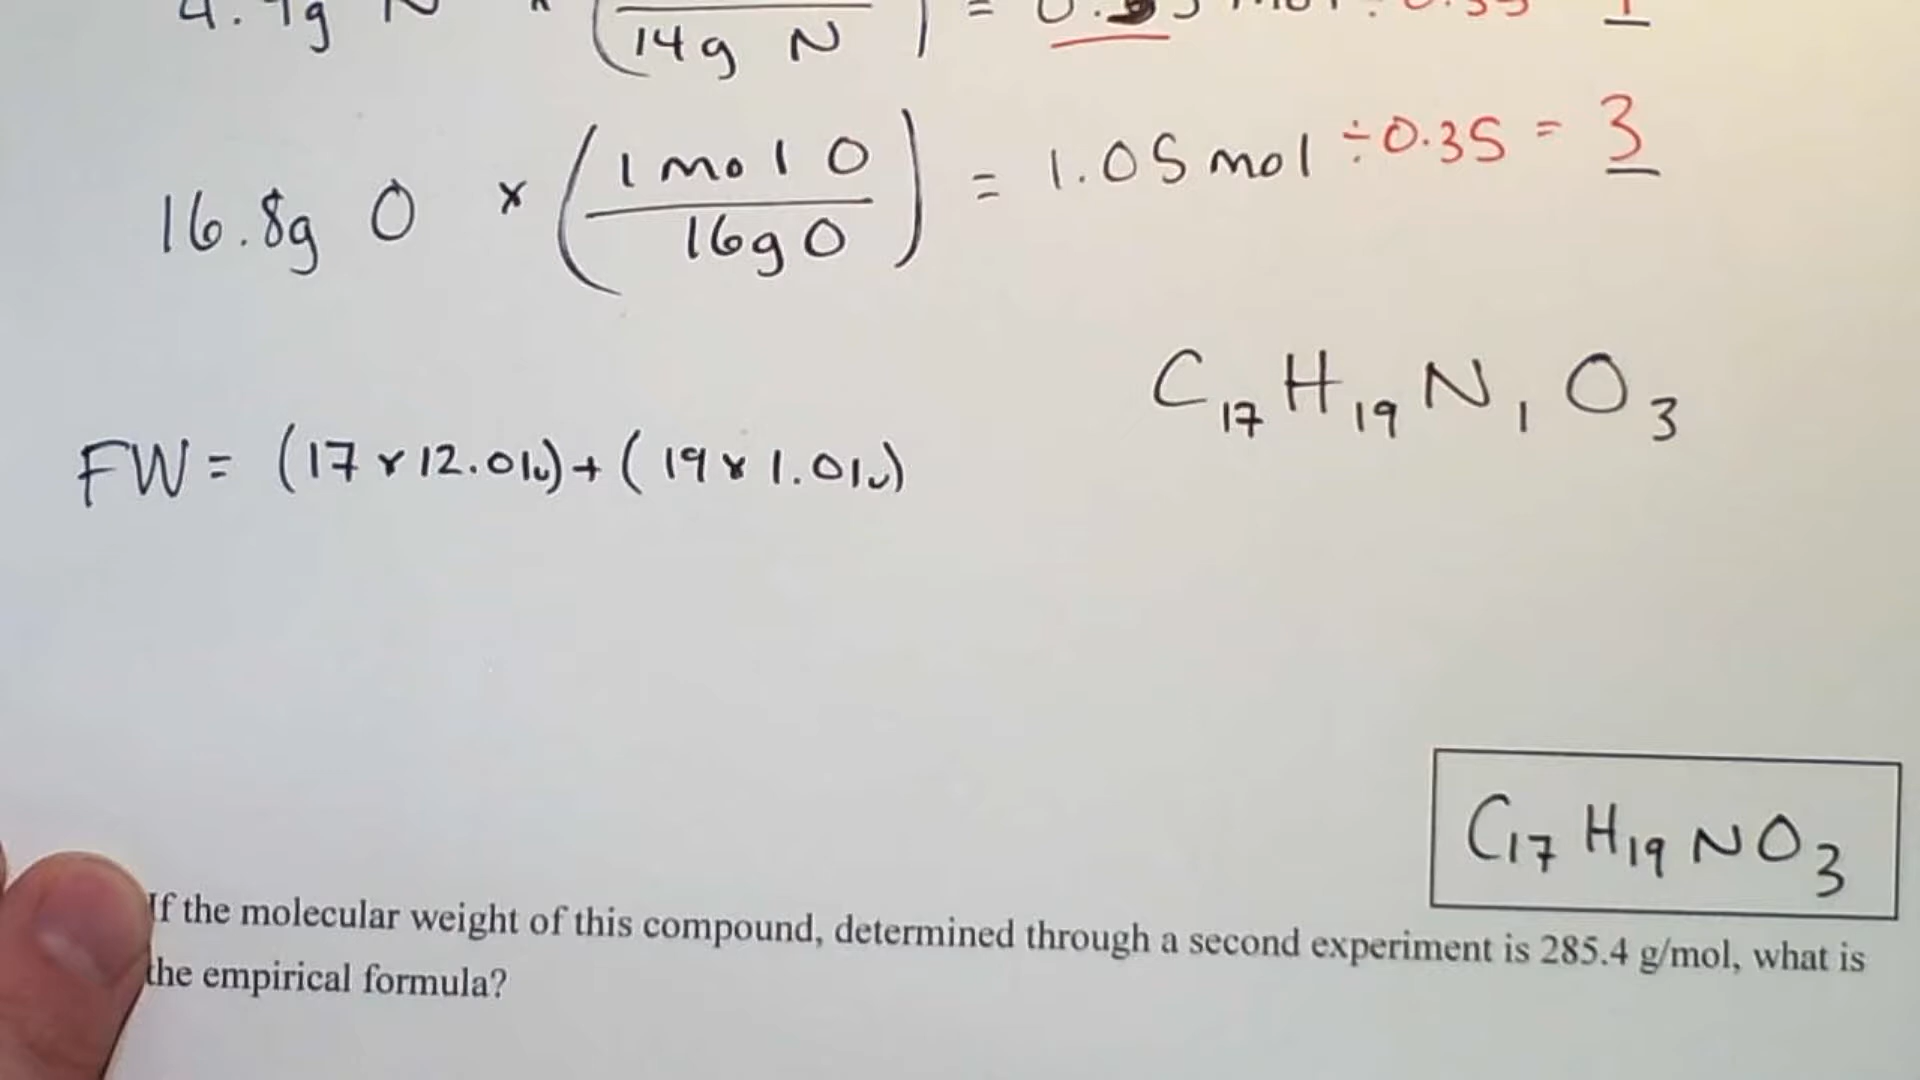 14g N
1 mol O
16.8g O × ( ) = 1.05 mol ÷0.35 = 3
16g O
C17 H19 N1 O3
FW = (17 × 12.01u) + (19 × 1.01u)
C17 H19 NO3
If the molecular weight of this compound, determined through a second experiment is 285.4 g/mol, what is
the empirical formula?